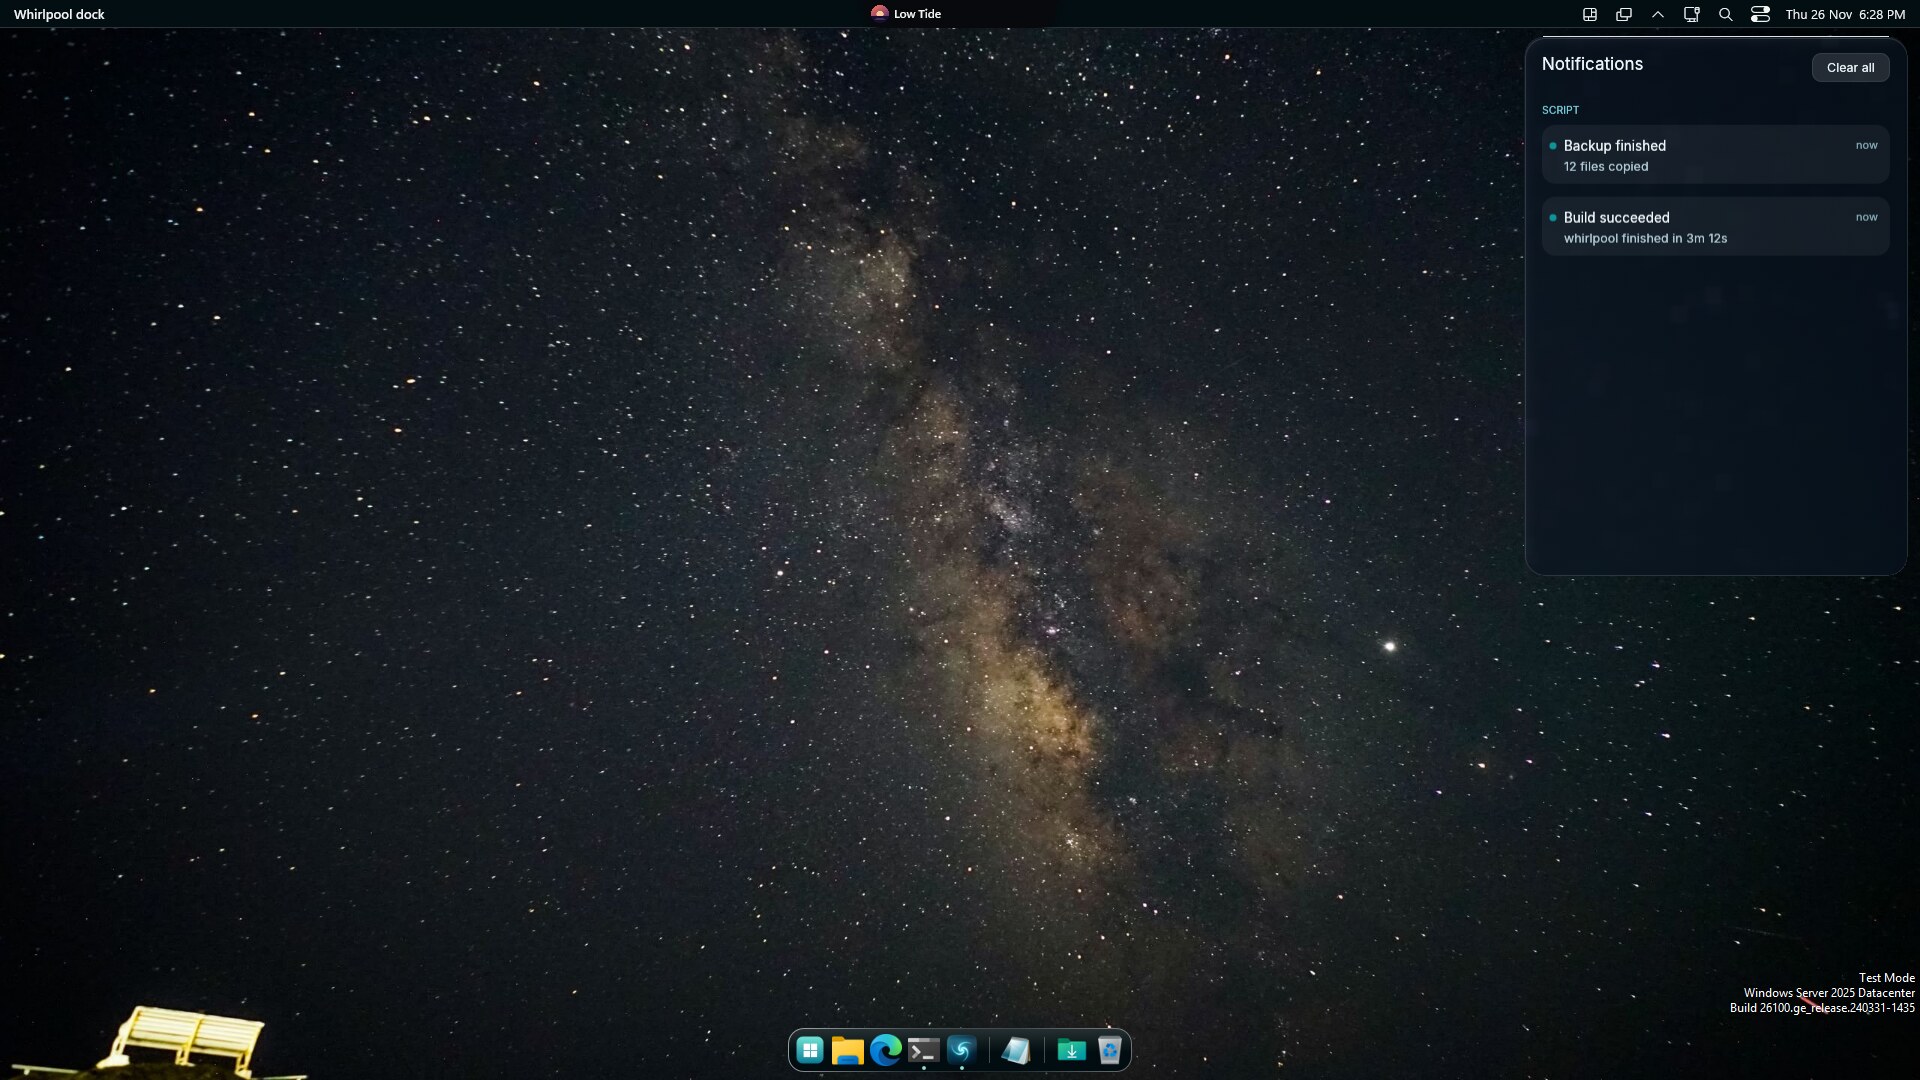 Whirlpool dock
Low Tide
Thu 26 Nov 6:28 PM
Notifications
Clear all
SCRIPT
Backup finished
now
12 files copied
Build succeeded
now
whirlpool finished in 3m 12s
Test Mode
Windows Server 2025 Datacenter
Build 26100.ge_release.240331-1435